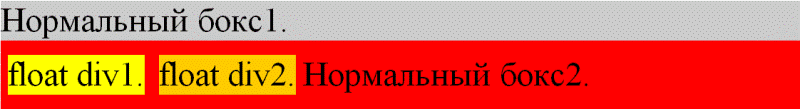 Нормальный бокс1.
float div1. float div2. Нормальный бокс2.